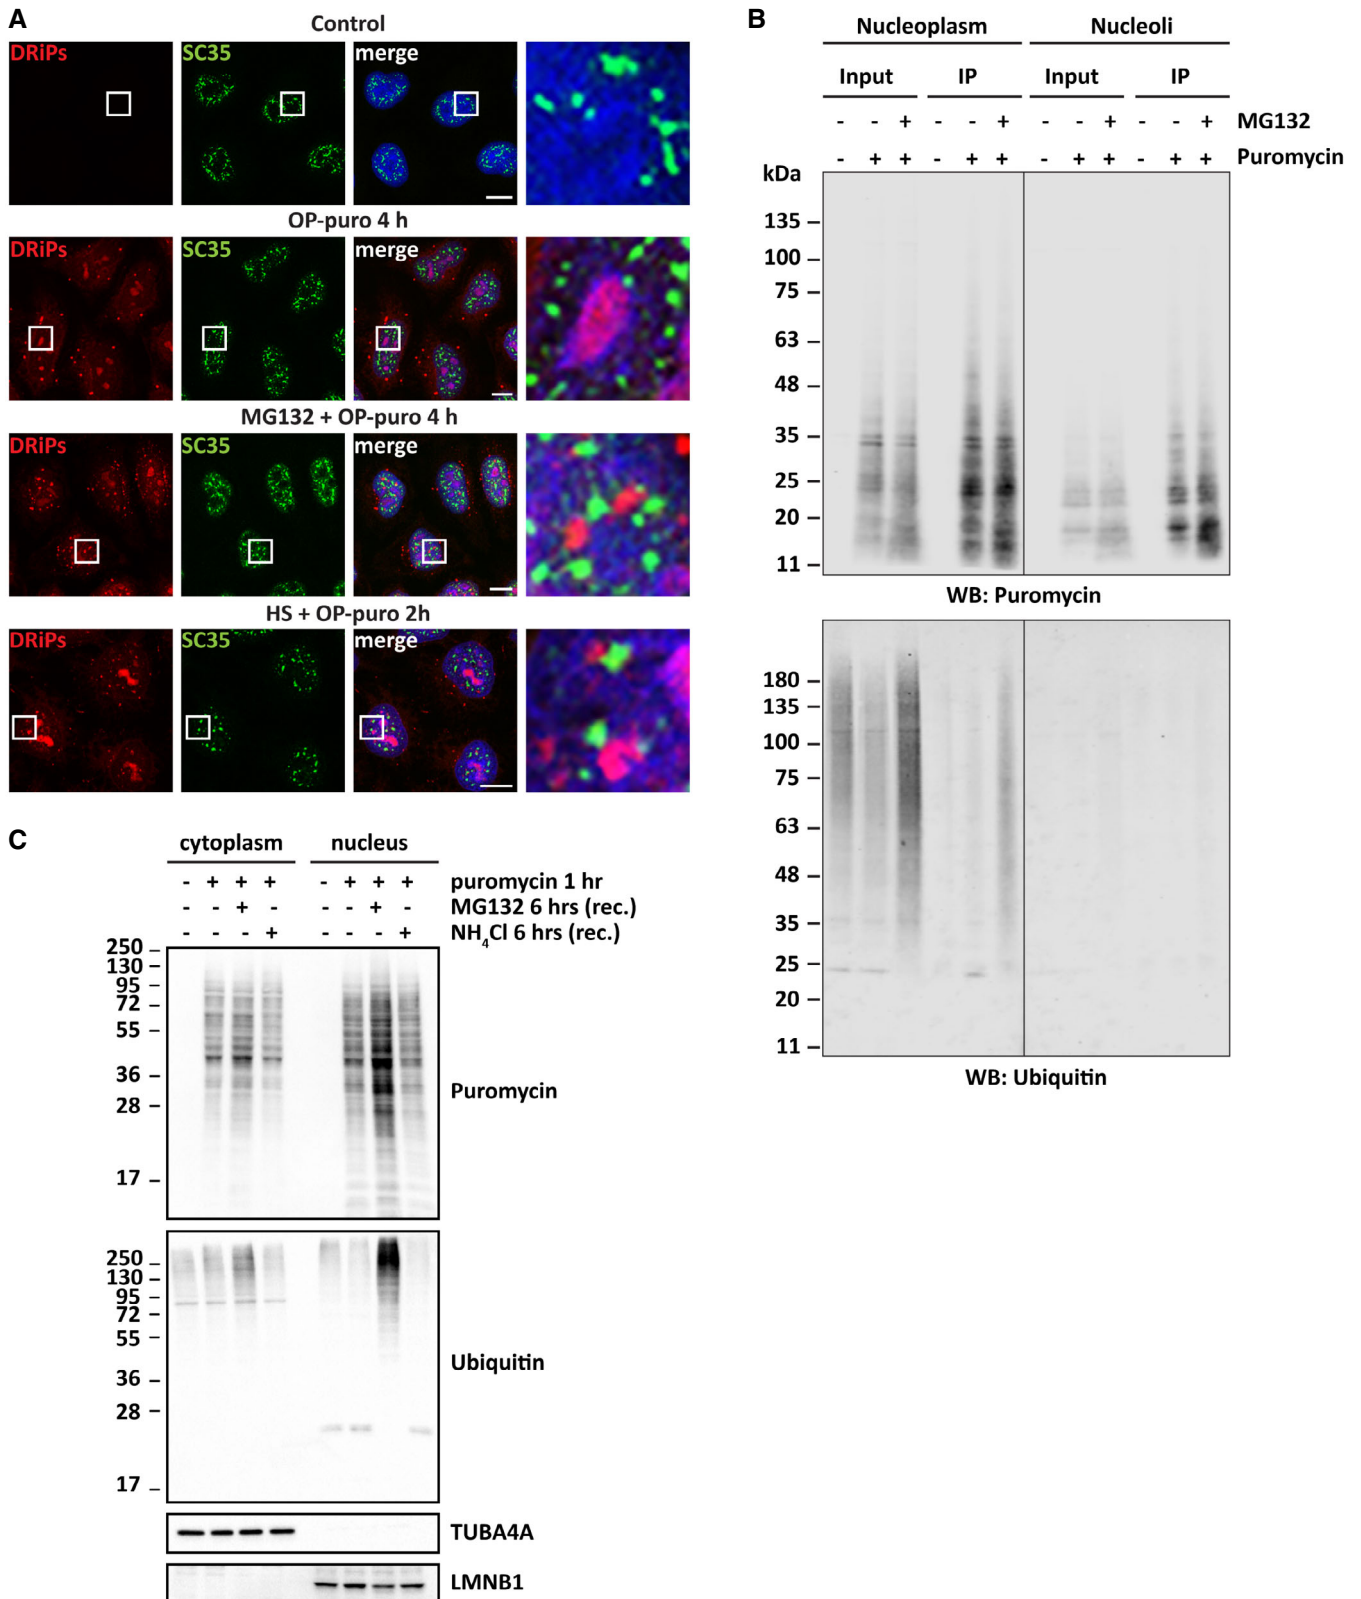 A
Control
DRiPs SC35 merge
OP-puro 4 h
DRiPs SC35 merge
MG132 + OP-puro 4 h
DRiPs SC35 merge
HS + OP-puro 2h
DRiPs SC35 merge
B
Nucleoplasm Nucleoli
Input IP Input IP
- - + - - + - - + - - + MG132
- + + - + + - + + - + + Puromycin
kDa
135
100
75
63
48
35
25
20
11
WB: Puromycin
180
135
100
75
63
48
35
25
20
11
WB: Ubiquitin
C
cytoplasm nucleus
- + + + - + + + puromycin 1 hr
- - + - - - + - MG132 6 hrs (rec.)
- - - + - - - + NH4Cl 6 hrs (rec.)
250
130
95
72
55
36
28
17
Puromycin
250
130
95
72
55
36
28
17
Ubiquitin
TUBA4A
LMNB1